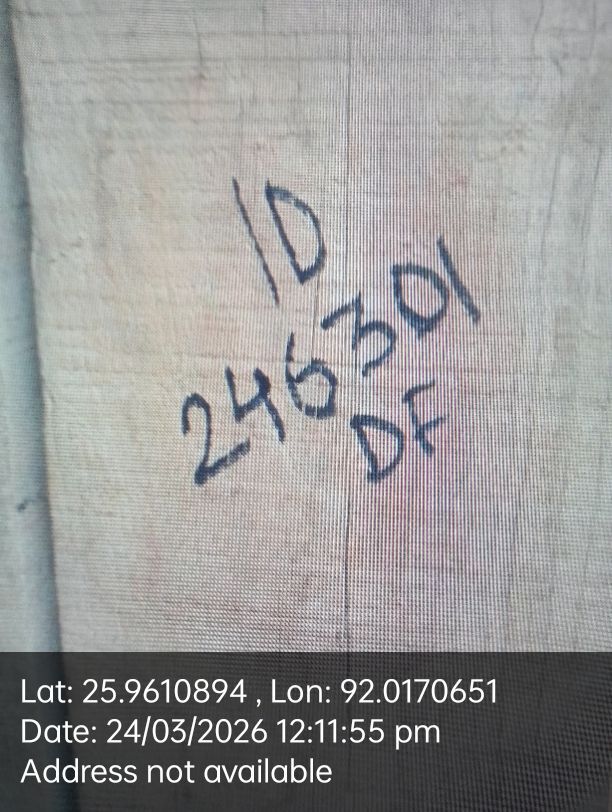 ID
246301
DF
Lat: 25.9610894 , Lon: 92.0170651
Date: 24/03/2026 12:11:55 pm
Address not available